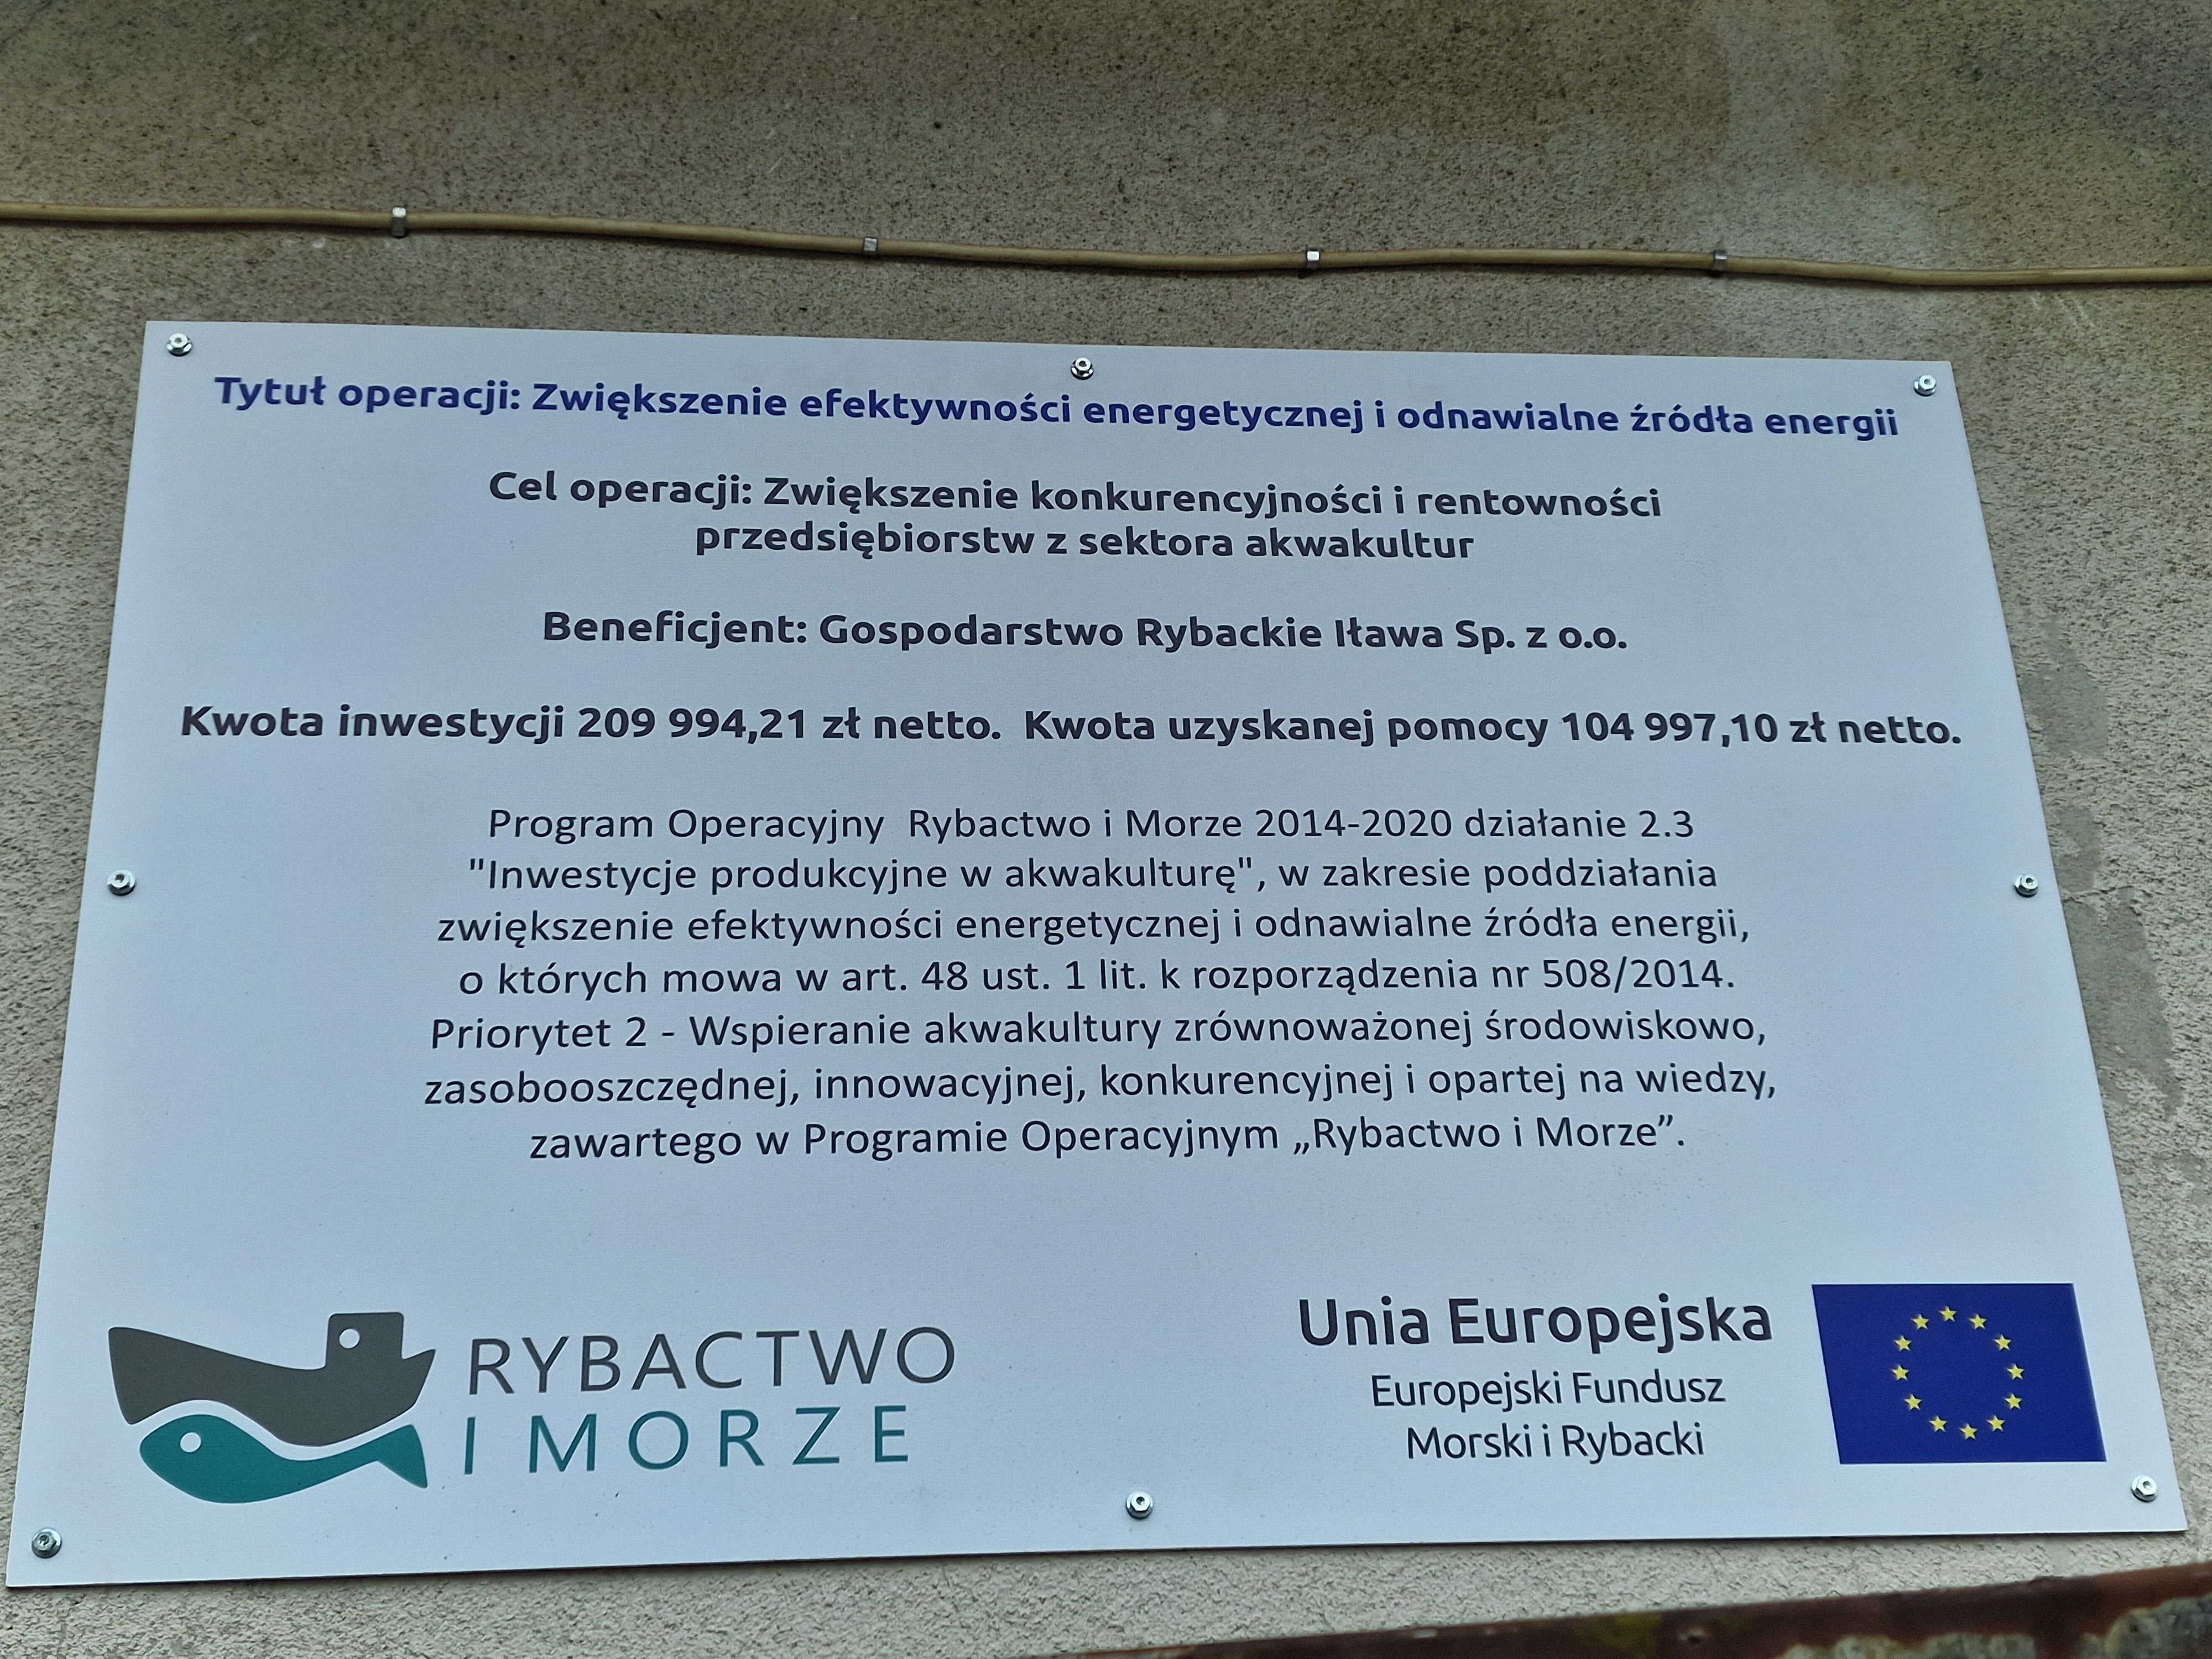 Tytuł operacji: Zwiększenie efektywności energetycznej i odnawialne źródła energii
Cel operacji: Zwiększenie konkurencyjności i rentowności
przedsiębiorstw z sektora akwakultur
Beneficjent: Gospodarstwo Rybackie Iława Sp. z o.o.
Kwota inwestycji 209 994,21 zł netto.  Kwota uzyskanej pomocy 104 997,10 zł netto.
Program Operacyjny  Rybactwo i Morze 2014-2020 działanie 2.3
"Inwestycje produkcyjne w akwakulturę", w zakresie poddziałania
zwiększenie efektywności energetycznej i odnawialne źródła energii,
o których mowa w art. 48 ust. 1 lit. k rozporządzenia nr 508/2014.
Priorytet 2 - Wspieranie akwakultury zrównoważonej środowiskowo,
zasobooszczędnej, innowacyjnej, konkurencyjnej i opartej na wiedzy,
zawartego w Programie Operacyjnym „Rybactwo i Morze”.
RYBACTWO
I MORZE
Unia Europejska
Europejski Fundusz
Morski i Rybacki